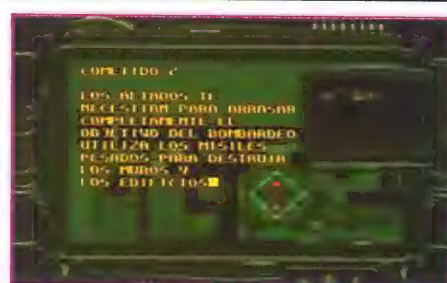 COMETIDO 2
LOS ALIADOS TE
NECESITAN PARA ARRASAR
COMPLETAMENTE EL
OBJETIVO DEL BOMBARDEO
UTILIZA LOS MISILES
PESADOS PARA DESTRUIR
LOS MUROS Y
LOS EDIFICIOS